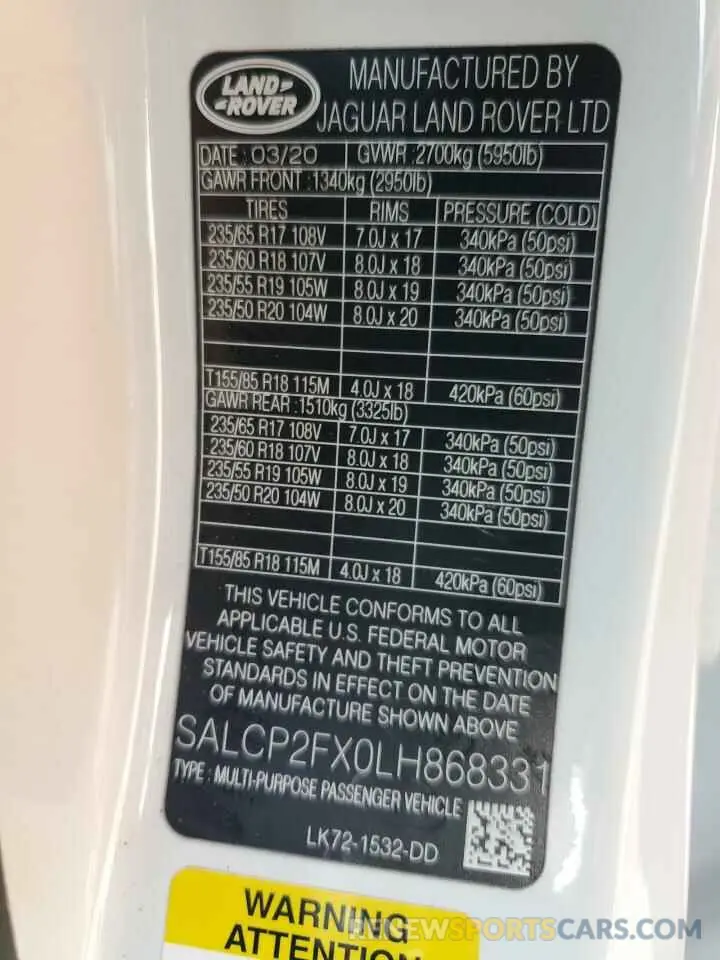 LAND
ROVER
MANUFACTURED BY
JAGUAR LAND ROVER LTD
DATE : 03/20 GVWR : 2700kg (5950lb)
GAWR FRONT : 1340kg (2950lb)
TIRES RIMS PRESSURE (COLD)
235/65 R17 108V 7.0J x 17 340kPa (50psi)
235/60 R18 107V 8.0J x 18 340kPa (50psi)
235/55 R19 105W 8.0J x 19 340kPa (50psi)
235/50 R20 104W 8.0J x 20 340kPa (50psi)
T155/85 R18 115M 4.0J x 18 420kPa (60psi)
GAWR REAR : 1510kg (3325lb)
235/65 R17 108V 7.0J x 17 340kPa (50psi)
235/60 R18 107V 8.0J x 18 340kPa (50psi)
235/55 R19 105W 8.0J x 19 340kPa (50psi)
235/50 R20 104W 8.0J x 20 340kPa (50psi)
T155/85 R18 115M 4.0J x 18 420kPa (60psi)
THIS VEHICLE CONFORMS TO ALL
APPLICABLE U.S. FEDERAL MOTOR
VEHICLE SAFETY AND THEFT PREVENTION
STANDARDS IN EFFECT ON THE DATE
OF MANUFACTURE SHOWN ABOVE
SALCP2FX0LH868331
TYPE : MULTI-PURPOSE PASSENGER VEHICLE
LK72-1532-DD
WARNING
ATTENTION
RENEWSPORTSCARS.COM